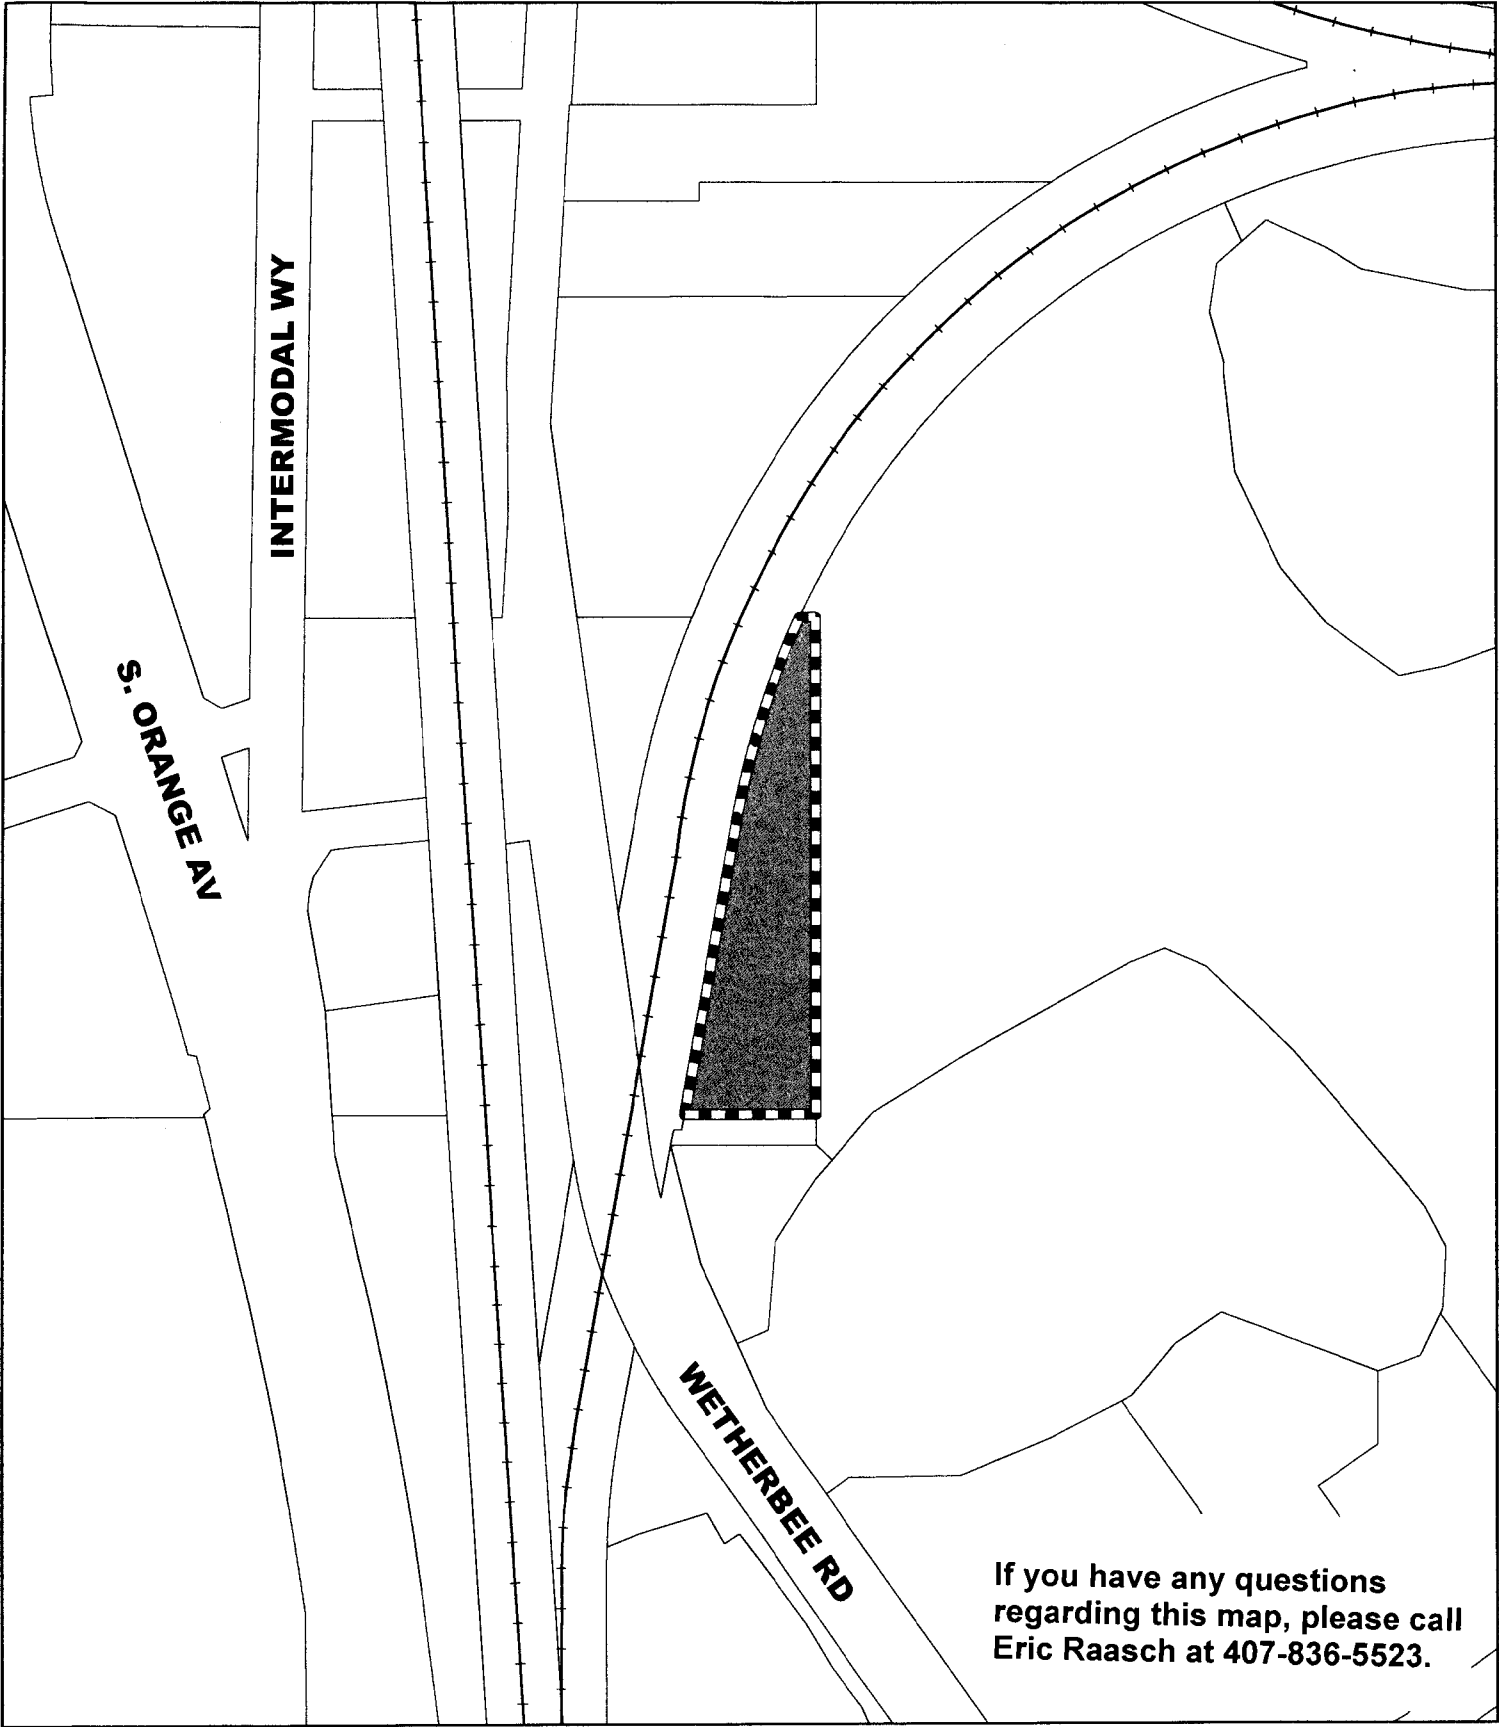 INTERMODAL WY
S. ORANGE AV
WETHERBEE RD
If you have any questions
regarding this map, please call
Eric Raasch at 407-836-5523.